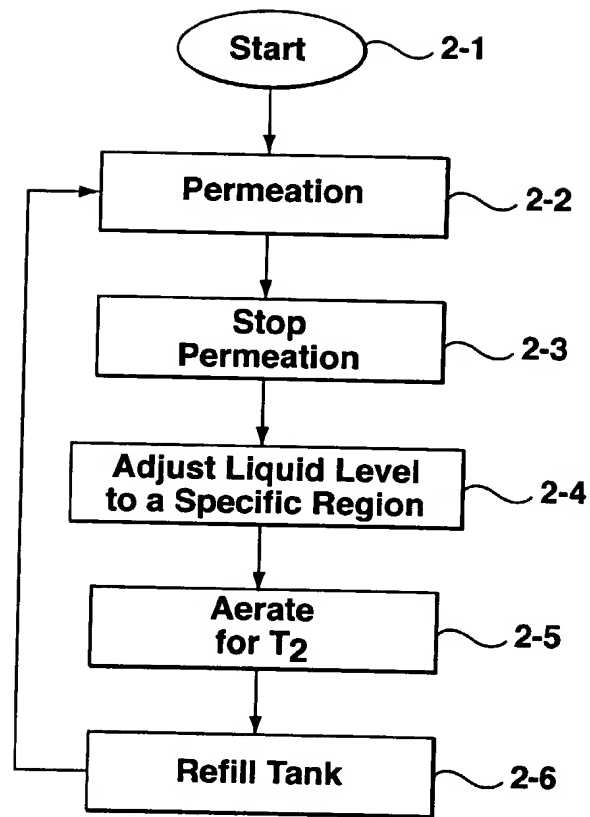 Start
2-1
Permeation
2-2
Stop
Permeation
2-3
Adjust Liquid Level
to a Specific Region
2-4
Aerate
for T2
2-5
Refill Tank
2-6